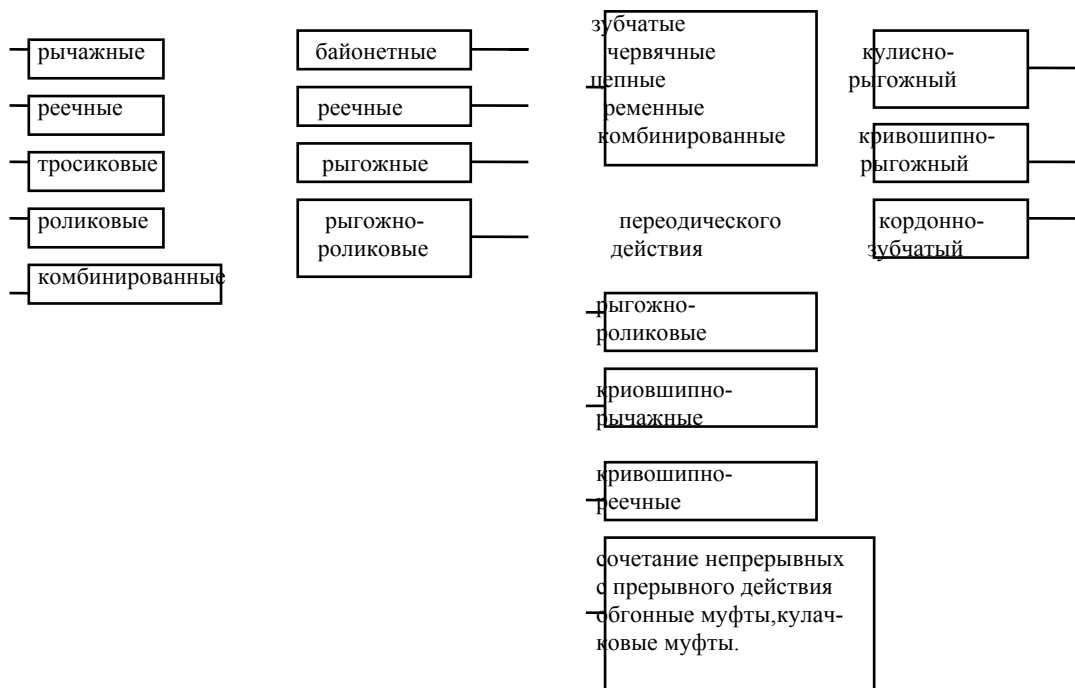 рычажные
реечные
тросиковые
роликовые
комбинированные
байонетные
реечные
рыгожные
рыгожно-
роликовые
зубчатые
червячные
цепные
ременные
комбинированные
переодического
действия
рыгожно-
роликовые
криовшипно-
рычажные
кривошипно-
реечные
сочетание непрерывных
с прерывного действия
обгонные муфты,кулач-
ковые муфты.
кулисно-
рыгожный
кривошипно-
рыгожный
кордонно-
зубчатый